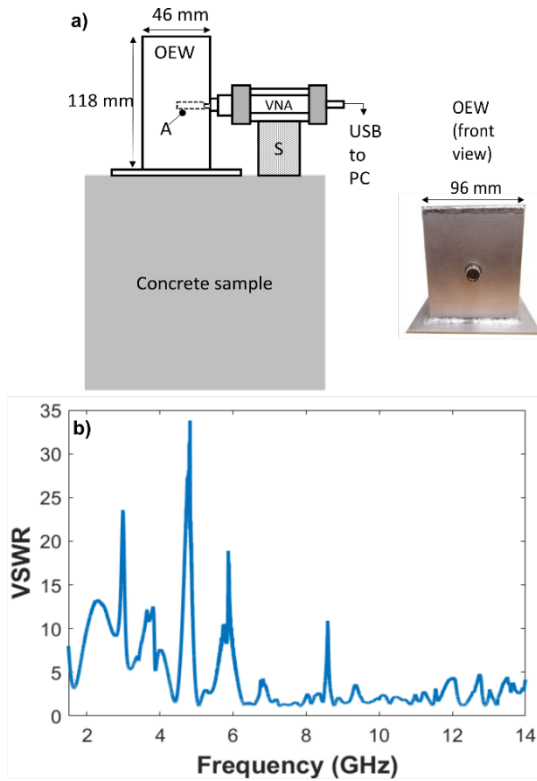 a)
46 mm
OEW
118 mm
A
VNA
S
USB
to
PC
Concrete sample
OEW
(front
view)
96 mm
b)
35
30
25
20
15
10
5
0
VSWR
2 4 6 8 10 12 14
Frequency (GHz)